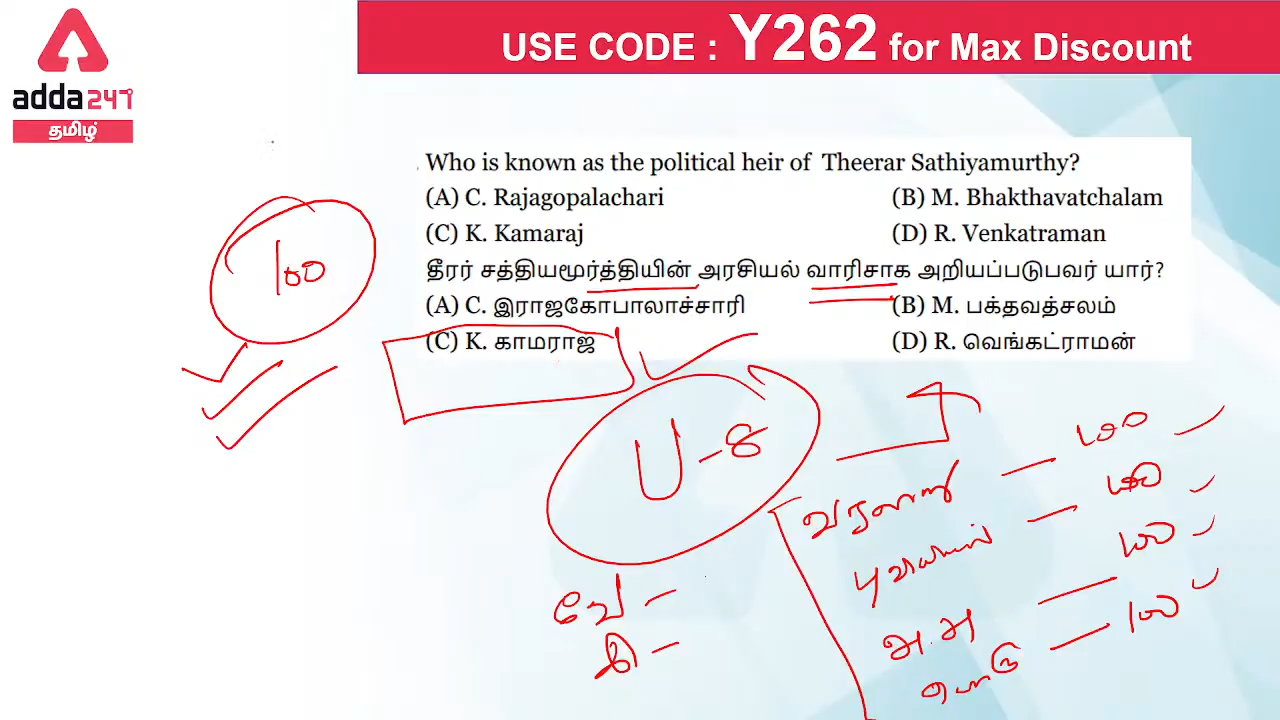 USE CODE : Y262 for Max Discount
adda247
தமிழ்
Who is known as the political heir of Theerar Sathiyamurthy?
(A) C. Rajagopalachari (B) M. Bhakthavatchalam
(C) K. Kamaraj (D) R. Venkatraman
தீரர் சத்தியமூர்த்தியின் அரசியல் வாரிசாக அறியப்படுபவர் யார்?
(A) C. இராஜகோபாலாச்சாரி (B) M. பக்தவத்சலம்
(C) K. காமராஜ் (D) R. வெங்கட்ராமன்
100
U-8
வரலாறு — 100
புவியியல் — 100
அ.அ — 100
பொரு — 100